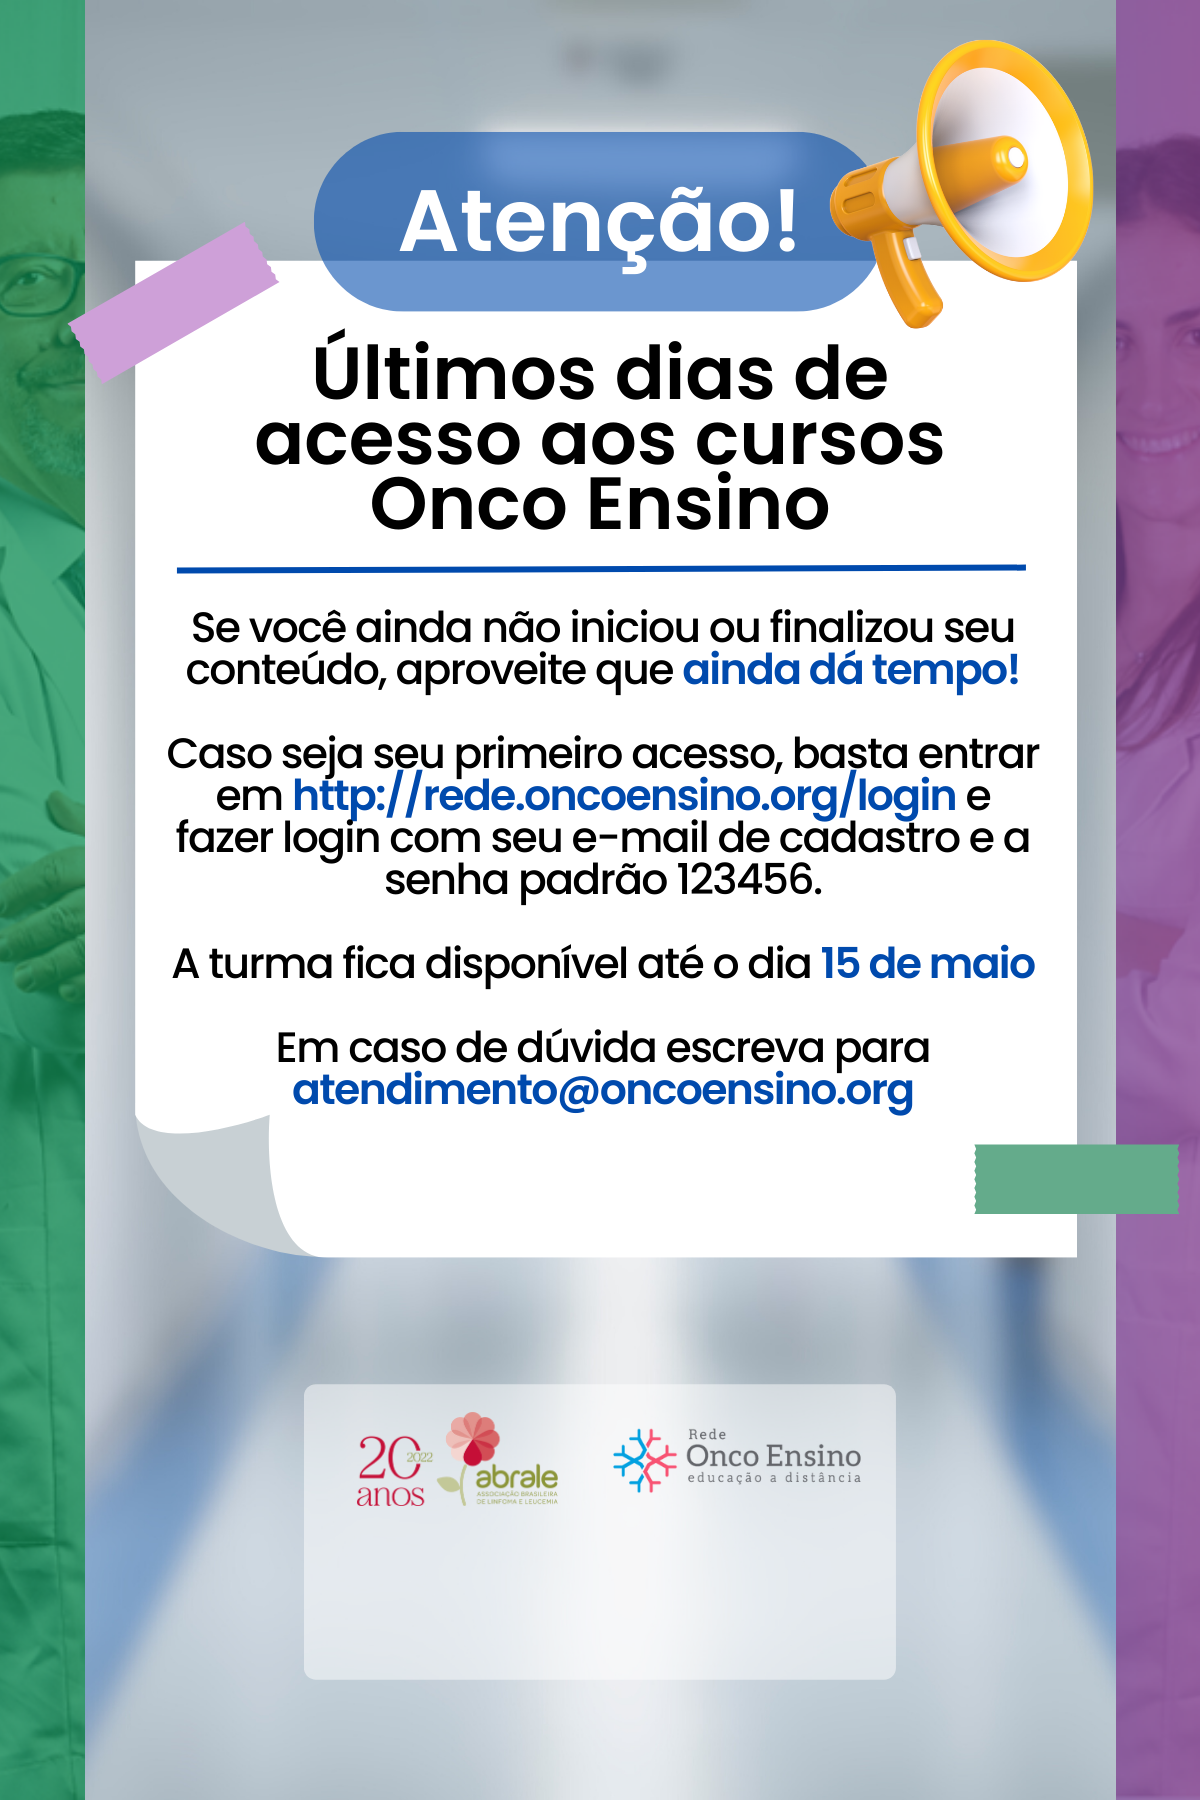 Atenção!
Últimos dias de
acesso aos cursos
Onco Ensino
Se você ainda não iniciou ou finalizou seu
conteúdo, aproveite que ainda dá tempo!
Caso seja seu primeiro acesso, basta entrar
em http://rede.oncoensino.org/login e
fazer login com seu e-mail de cadastro e a
senha padrão 123456.
A turma fica disponível até o dia 15 de maio
Em caso de dúvida escreva para
atendimento@oncoensino.org
20 2022
anos
abrale
ASSOCIAÇÃO BRASILEIRA
DE LINFOMA E LEUCEMIA
Rede
Onco Ensino
educação a distância